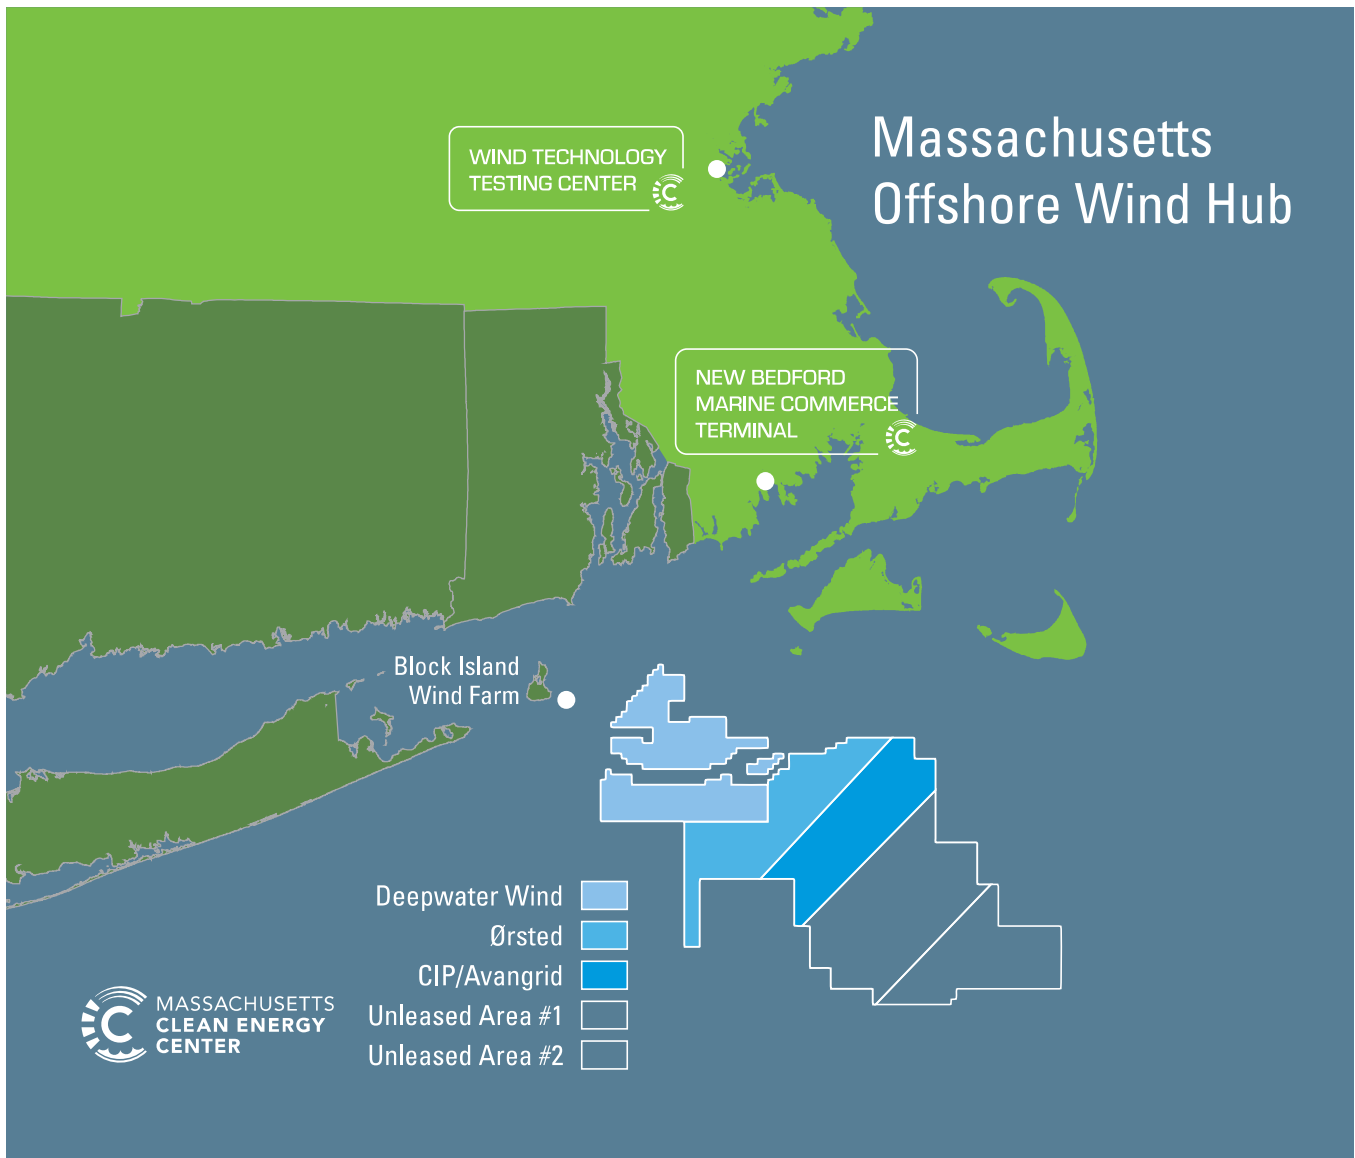 Massachusetts
Offshore Wind Hub
WIND TECHNOLOGY
TESTING CENTER
C
NEW BEDFORD
MARINE COMMERCE
TERMINAL
C
Block Island
Wind Farm
Deepwater Wind
Ørsted
CIP/Avangrid
Unleased Area #1
Unleased Area #2
C
MASSACHUSETTS
CLEAN ENERGY
CENTER